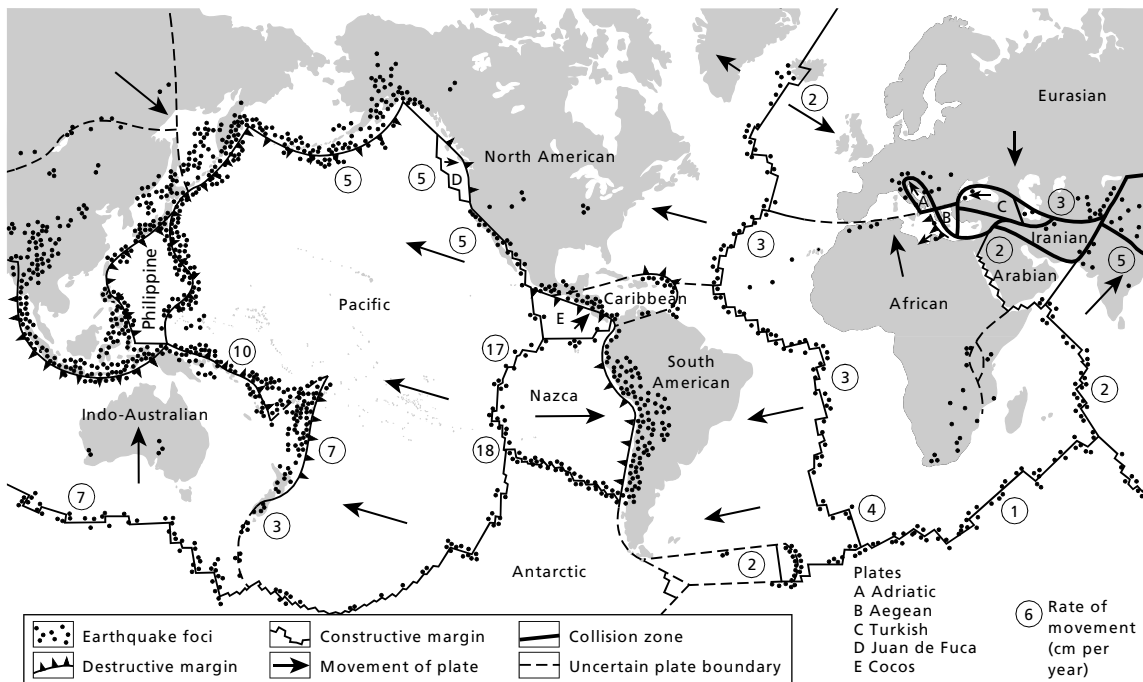 2
Eurasian
North American
5
5
D
A
B
C
3
Iranian
2
Arabian
5
5
3
Philippine
Pacific
Caribbean
African
E
10
17
South
American
3
Nazca
2
Indo-Australian
7
18
7
3
4
1
Antarctic
2
Plates
A Adriatic
B Aegean
C Turkish
D Juan de Fuca
E Cocos
6 Rate of
movement
(cm per
year)
Earthquake foci
Constructive margin
Collision zone
Destructive margin
Movement of plate
Uncertain plate boundary